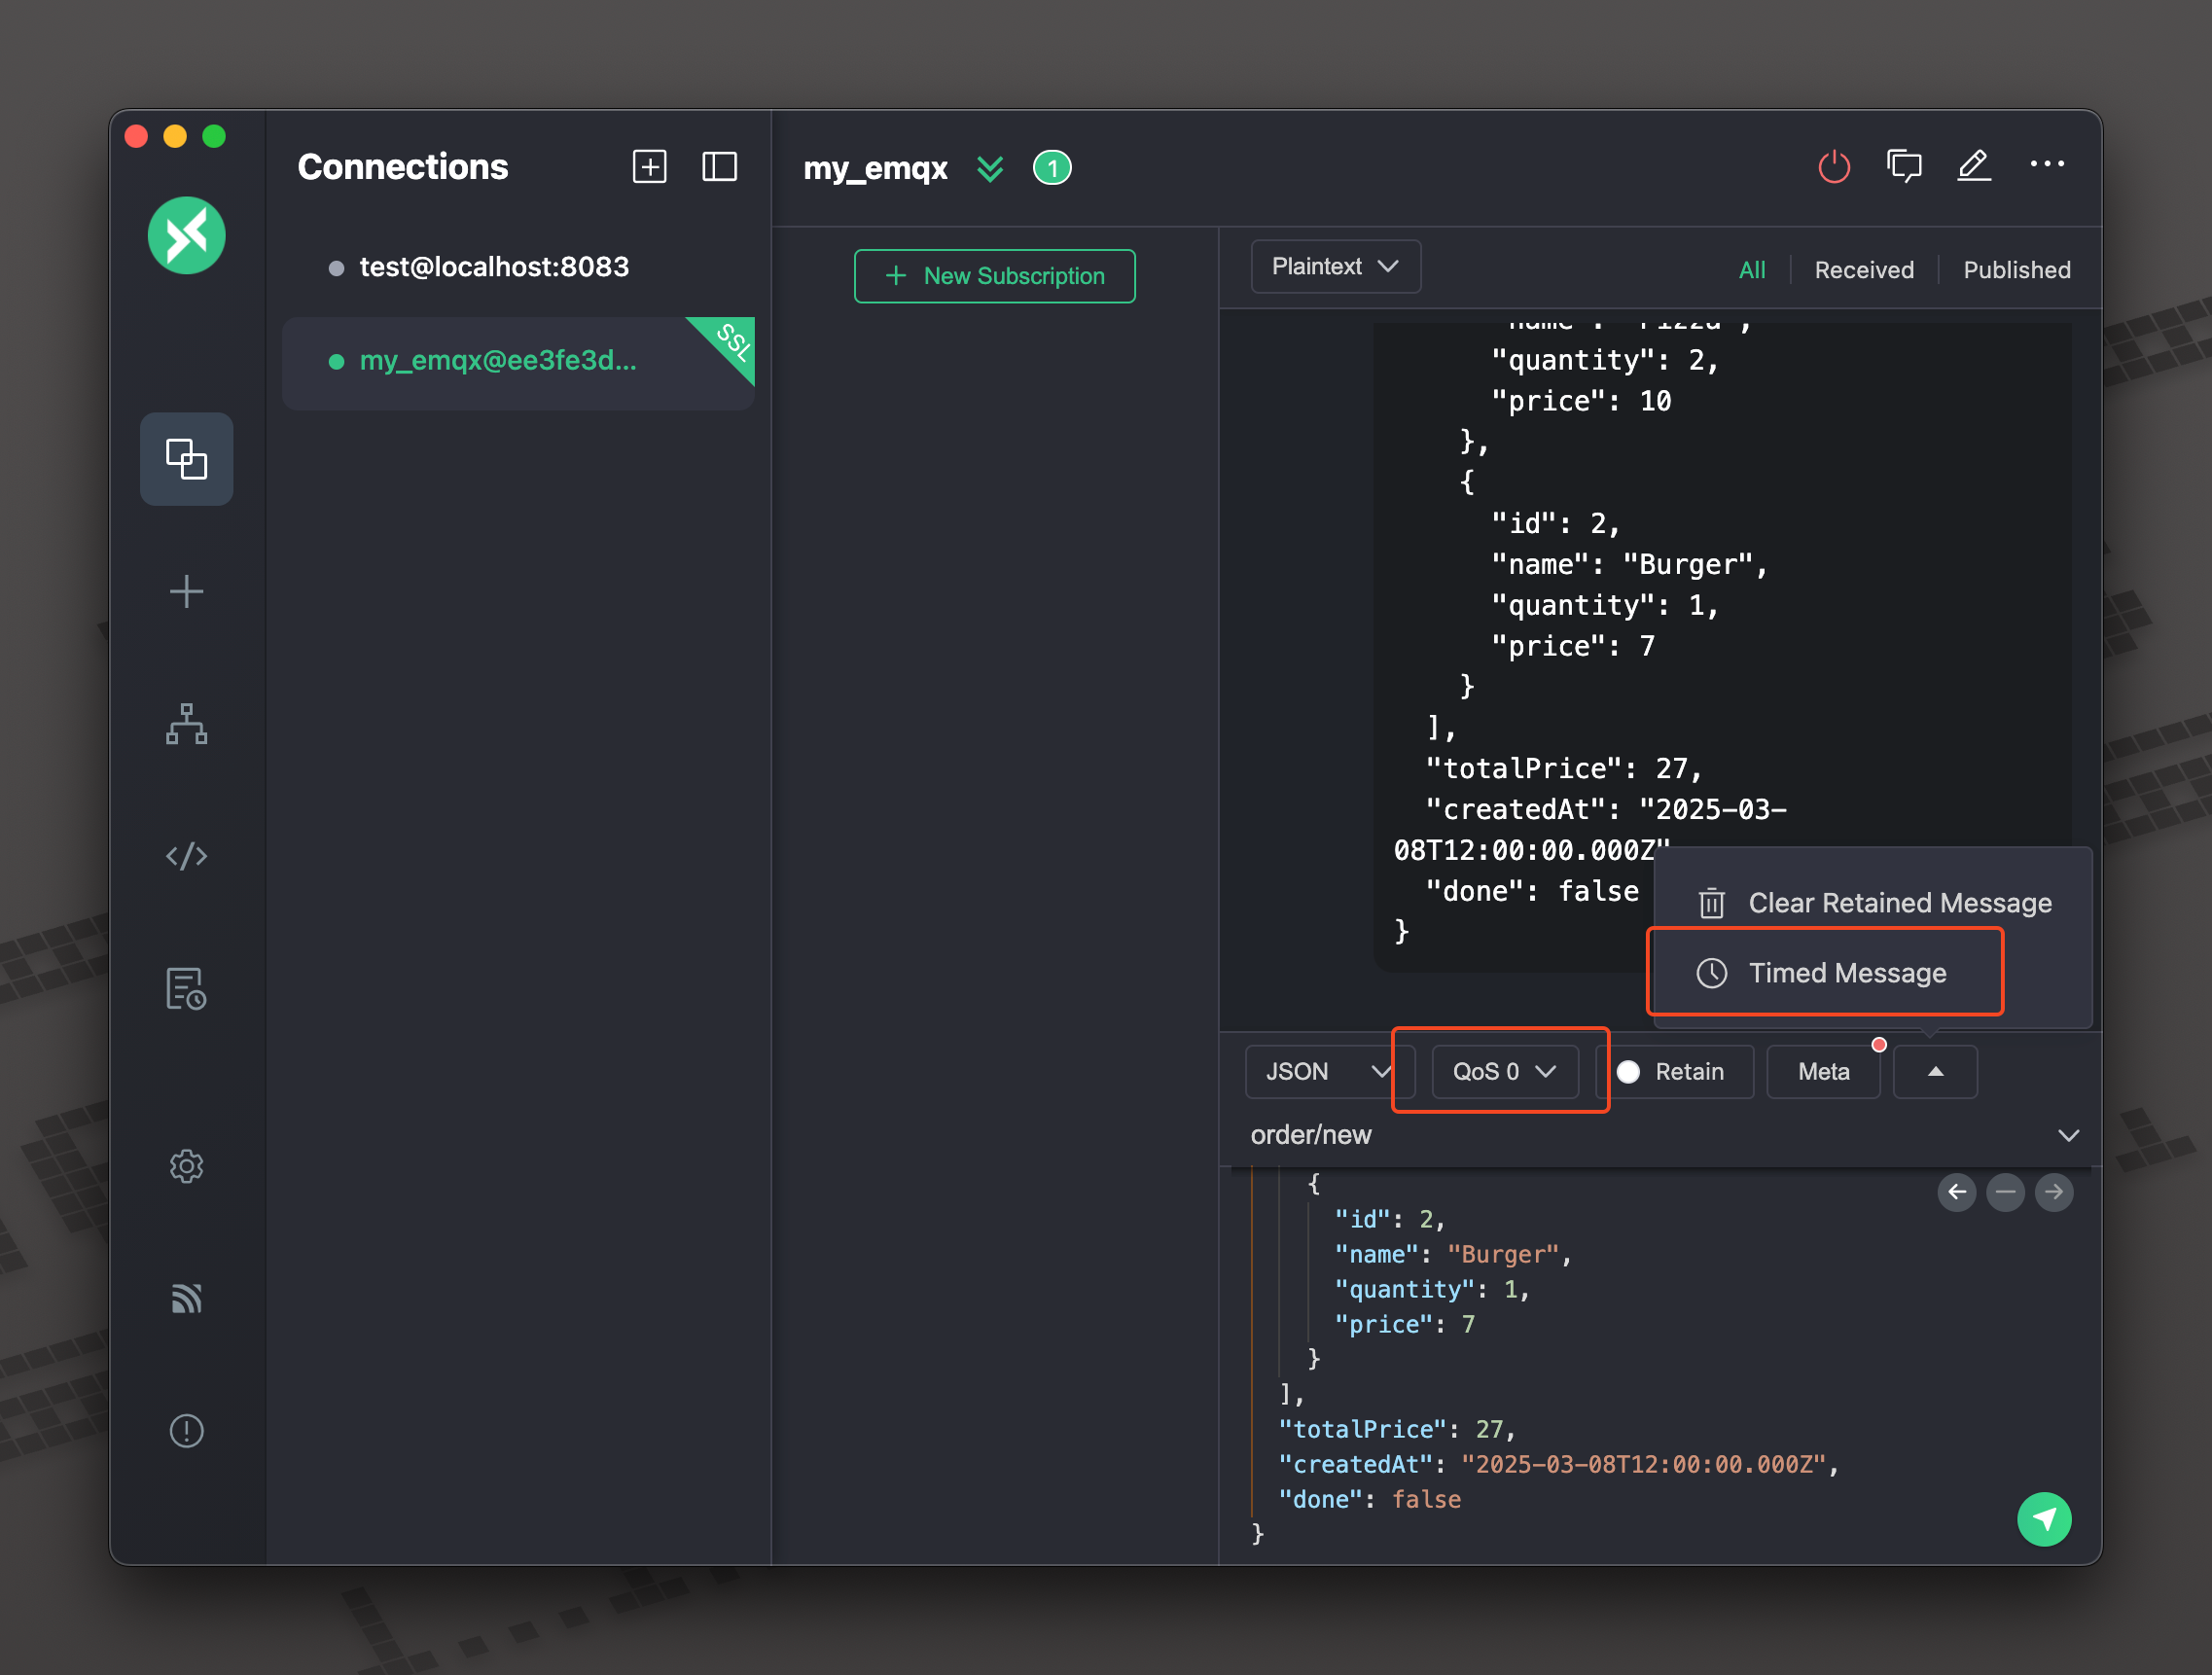 Connections
test@localhost:8083
my_emqx@ee3fe3d...
SSL
my_emqx
1
New Subscription
Plaintext
All
Received
Published
"name": "Pizza",
"quantity": 2,
"price": 10
},
{
"id": 2,
"name": "Burger",
"quantity": 1,
"price": 7
}
],
"totalPrice": 27,
"createdAt": "2025-03-
08T12:00:00.000Z"
"done": false
}
Clear Retained Message
Timed Message
JSON
QoS 0
Retain
Meta
order/new
{
"id": 2,
"name": "Burger",
"quantity": 1,
"price": 7
}
],
"totalPrice": 27,
"createdAt": "2025-03-08T12:00:00.000Z",
"done": false
}